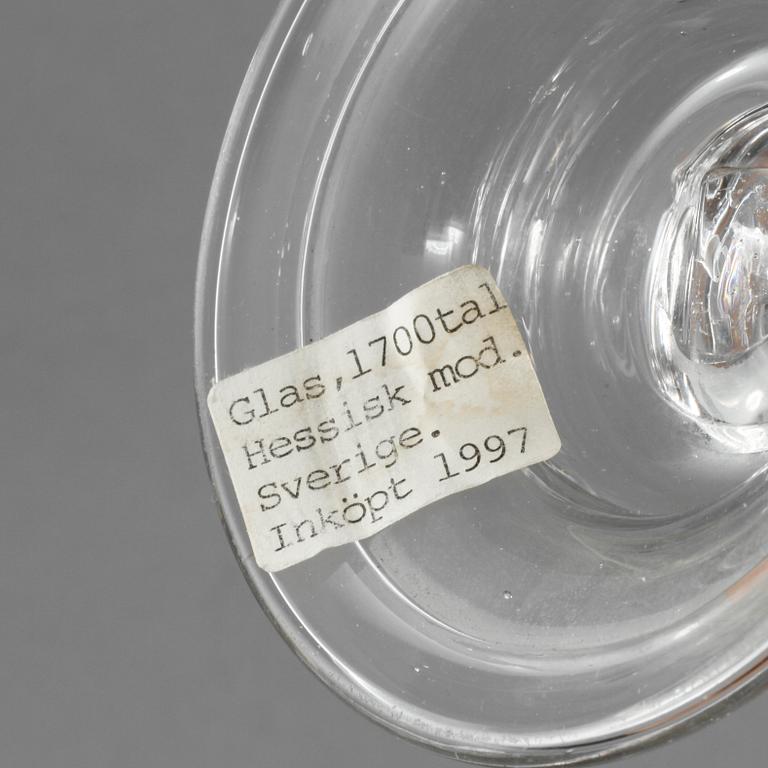 Glas,1700tal
Hessisk mod.
Sverige.
Inköpt 1997